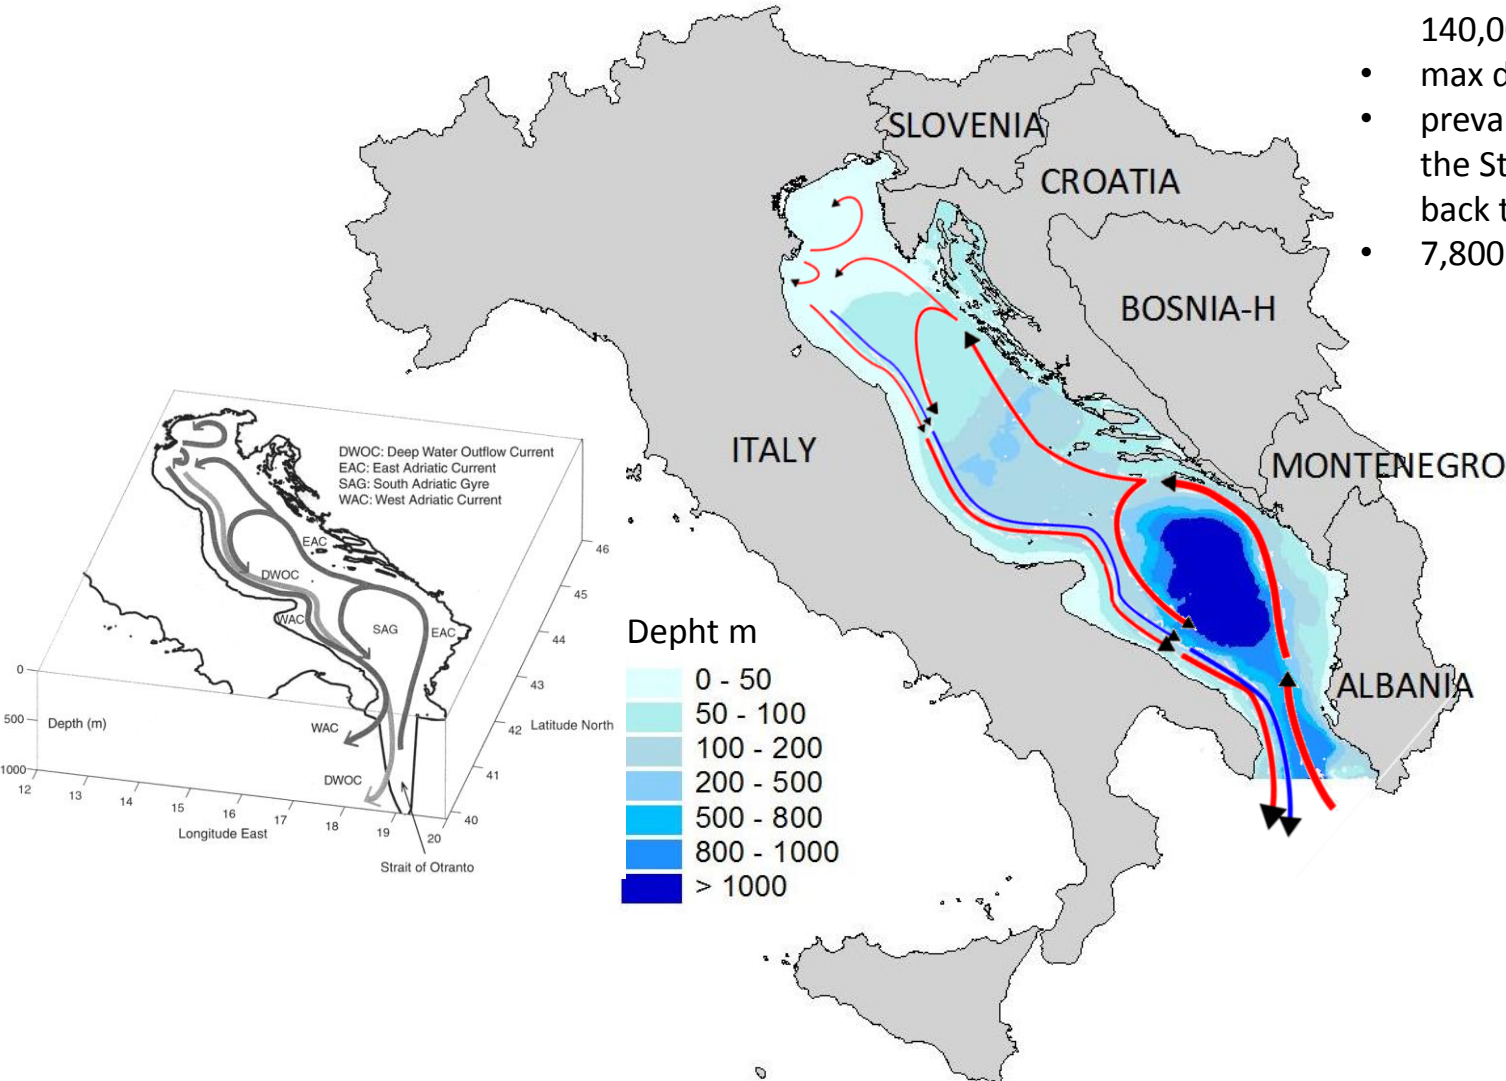 140,0
• max d
• preva
the St
back t
• 7,800
SLOVENIA
CROATIA
BOSNIA-H
ITALY
MONTENEGRO
ALBANIA
DWOC: Deep Water Outflow Current
EAC: East Adriatic Current
SAG: South Adriatic Gyre
WAC: West Adriatic Current
EAC
DWOC
WAC
SAG
EAC
WAC
DWOC
46
45
44
43
42
41
40
Latitude North
0
500
1000
Depth (m)
12
13
14
15
16
17
18
19
20
Longitude East
Strait of Otranto
Depht m
0 - 50
50 - 100
100 - 200
200 - 500
500 - 800
800 - 1000
> 1000